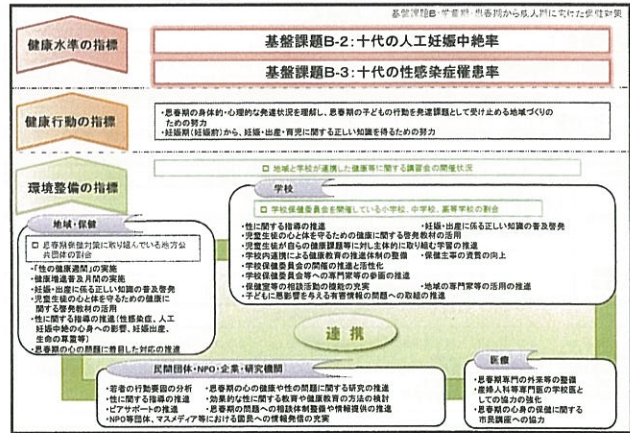 基盤課題B・学童期・思春期から成人期に向けた保健対策
健康水準の指標
基盤課題B-2:十代の人工妊娠中絶率
基盤課題B-3:十代の性感染症罹患率
健康行動の指標
・思春期の身体的・心理的な発達状況を理解し、思春期の子どもの行動を発達課題として受け止める地域づくりの
ための努力
・妊娠期(妊娠前)から、妊娠・出産・育児に関する正しい知識を得るための努力
環境整備の指標
□ 地域と学校が連携した健康等に関する講習会の開催状況
学校
□ 学校保健委員会を開催している小学校、中学校、高等学校の割合
・性に関する指導の推進 ・妊娠・出産に係る正しい知識の普及啓発
・児童生徒の心と体を守るための健康に関する啓発教材の活用
・児童生徒が自らの健康課題等に対し主体的に取り組む学習の推進
・学校内連携による健康教育の推進体制の整備 ・保健主事の資質の向上
・学校保健委員会の開催の推進と活性化
・学校保健委員会等への専門家等の参画の推進
・保健室等の相談活動の機能の充実 ・地域の専門家等の活用の推進
・子どもに悪影響を与える有害情報の問題への取組の推進
地域・保健
□ 思春期保健対策に取り組んでいる地方公
共団体の割合
・「性の健康週間」の実施
・健康増進普及月間の実施
・妊娠・出産に係る正しい知識の普及啓発
・児童生徒の心と体を守るための健康に
関する啓発教材の活用
・性に関する指導の推進(性感染症、人工
妊娠中絶の心身への影響、妊娠出産、
生命の尊重等)
・思春期の心の問題に着目した対応の推進
連携
民間団体・NPO・企業・研究機関
・若者の行動要因の分析 ・思春期の心の健康や性の問題に関する研究の推進
・性に関する指導の推進 ・効果的な性に関する教育や健康教育の方法の検討
・ピアサポートの推進 ・思春期の問題への相談体制整備や情報提供の推進
・NPO等団体、マスメディア等における国民への情報発信の充実
医療
・思春期専門の外来等の整備
・産婦人科等専門医の学校医と
しての協力の強化
・思春期の心身の保健に関する
市民講座への協力